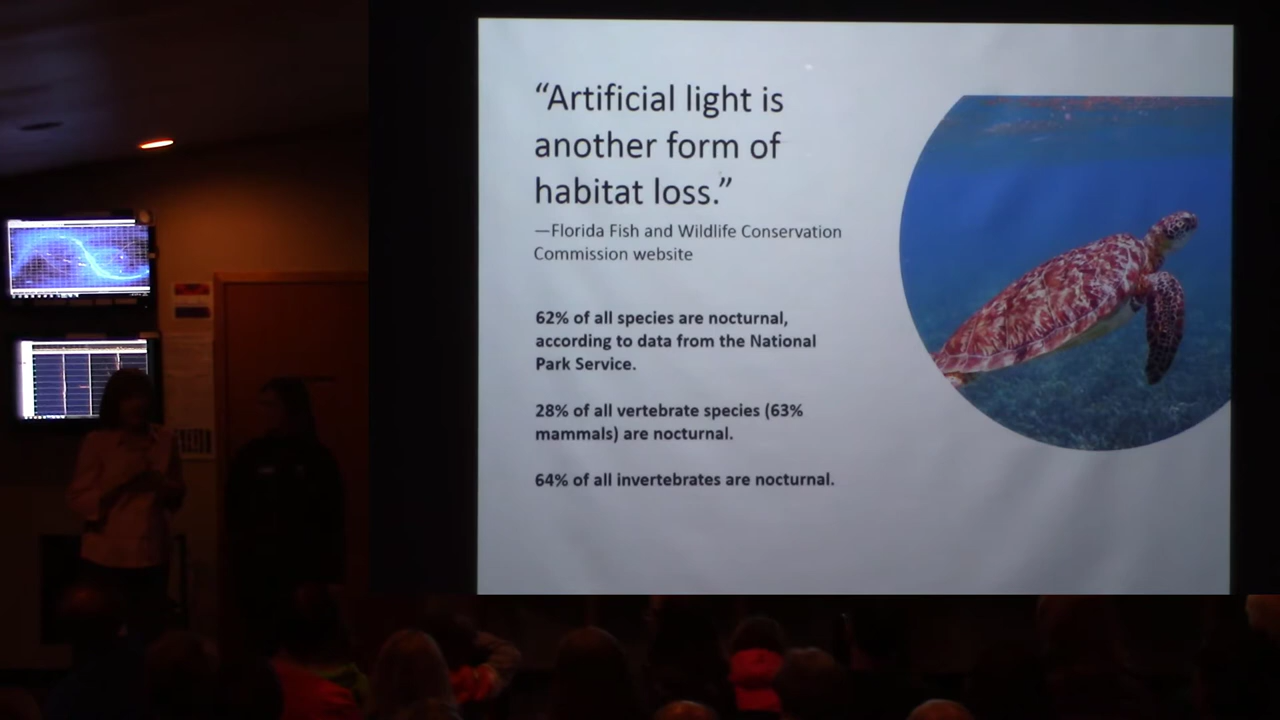 “Artificial light is
another form of
habitat loss.”
—Florida Fish and Wildlife Conservation
Commission website
62% of all species are nocturnal,
according to data from the National
Park Service.
28% of all vertebrate species (63%
mammals) are nocturnal.
64% of all invertebrates are nocturnal.